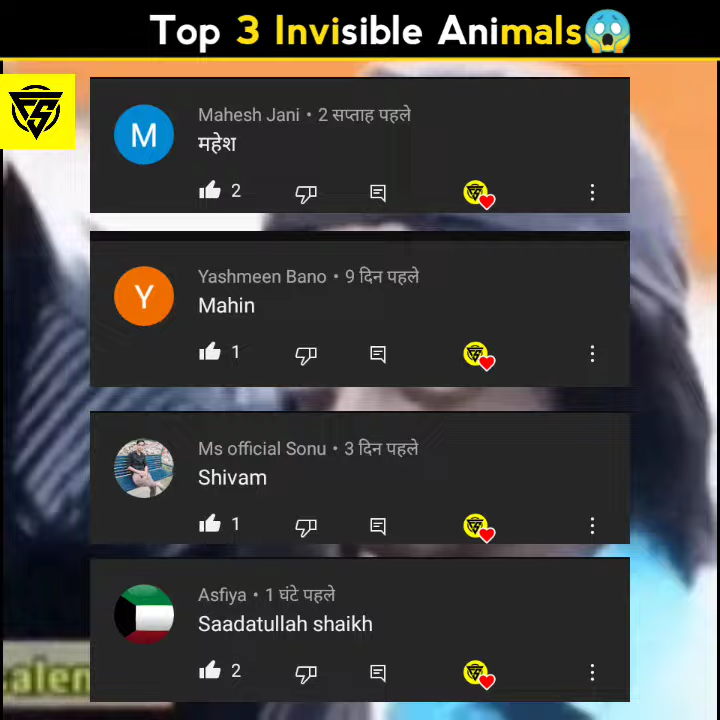 Top 3 Invisible Animals😱
Mahesh Jani • 2 सप्ताह पहले
महेश
2
Yashmeen Bano • 9 दिन पहले
Mahin
1
Ms official Sonu • 3 दिन पहले
Shivam
1
Asfiya • 1 घंटे पहले
Saadatullah shaikh
2